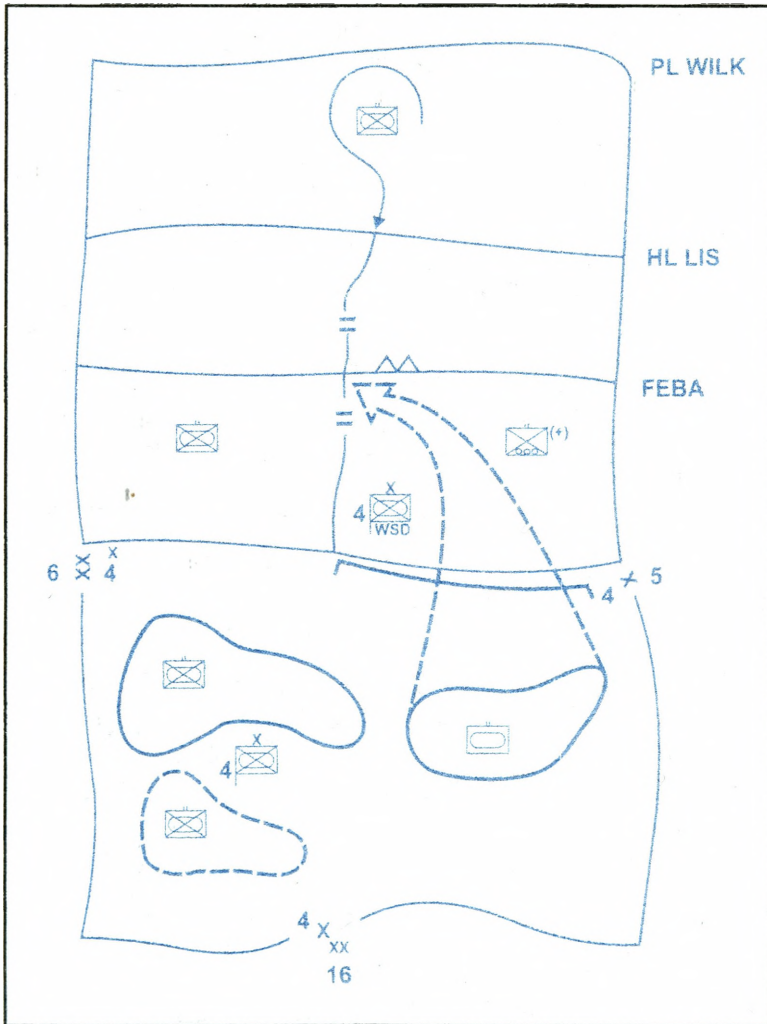 PL WILK
HL LIS
FEBA
(+)
X
4
WSD
6 XX X 4
4 X 5
X
4
4 X
XX
16